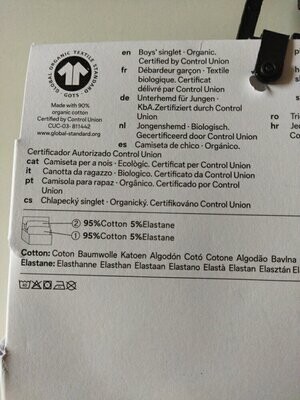 GLOBAL ORGANIC TEXTILE STANDARD
GOTS
Made with 90%
organic cotton
Certified by Control Union
CUC-03- 811442
www.global-standard.org
en Boys' singlet · Organic.
Certified by Control Union
fr Débardeur garçon · Textile
biologique. Certificat
délivré par Control Union
de Unterhemd für Jungen ·
KbA.Zertifiziert durch Control
Union
nl Jongenshemd · Biologisch.
Gecertifieerd door Control Union
es Camiseta de chico · Orgánico.
Certificador Autorizado Control Union
cat Camiseta per a nois · Ecològic. Certificat per Control Union
it Canotta da ragazzo · Biologico. Certificato da Control Union
pt Camisola para rapaz · Orgânico. Certificado por Control
Union
cs Chlapecký singlet · Organický. Certifikováno Control Union
ro
hr
② 95%Cotton 5%Elastane
① 95%Cotton 5%Elastane
Cotton: Coton Baumwolle Katoen Algodón Cotó Cotone Algodão Bavlna
Elastane: Elasthanne Elasthan Elastaan Elastano Elastà Elastan Elasztán